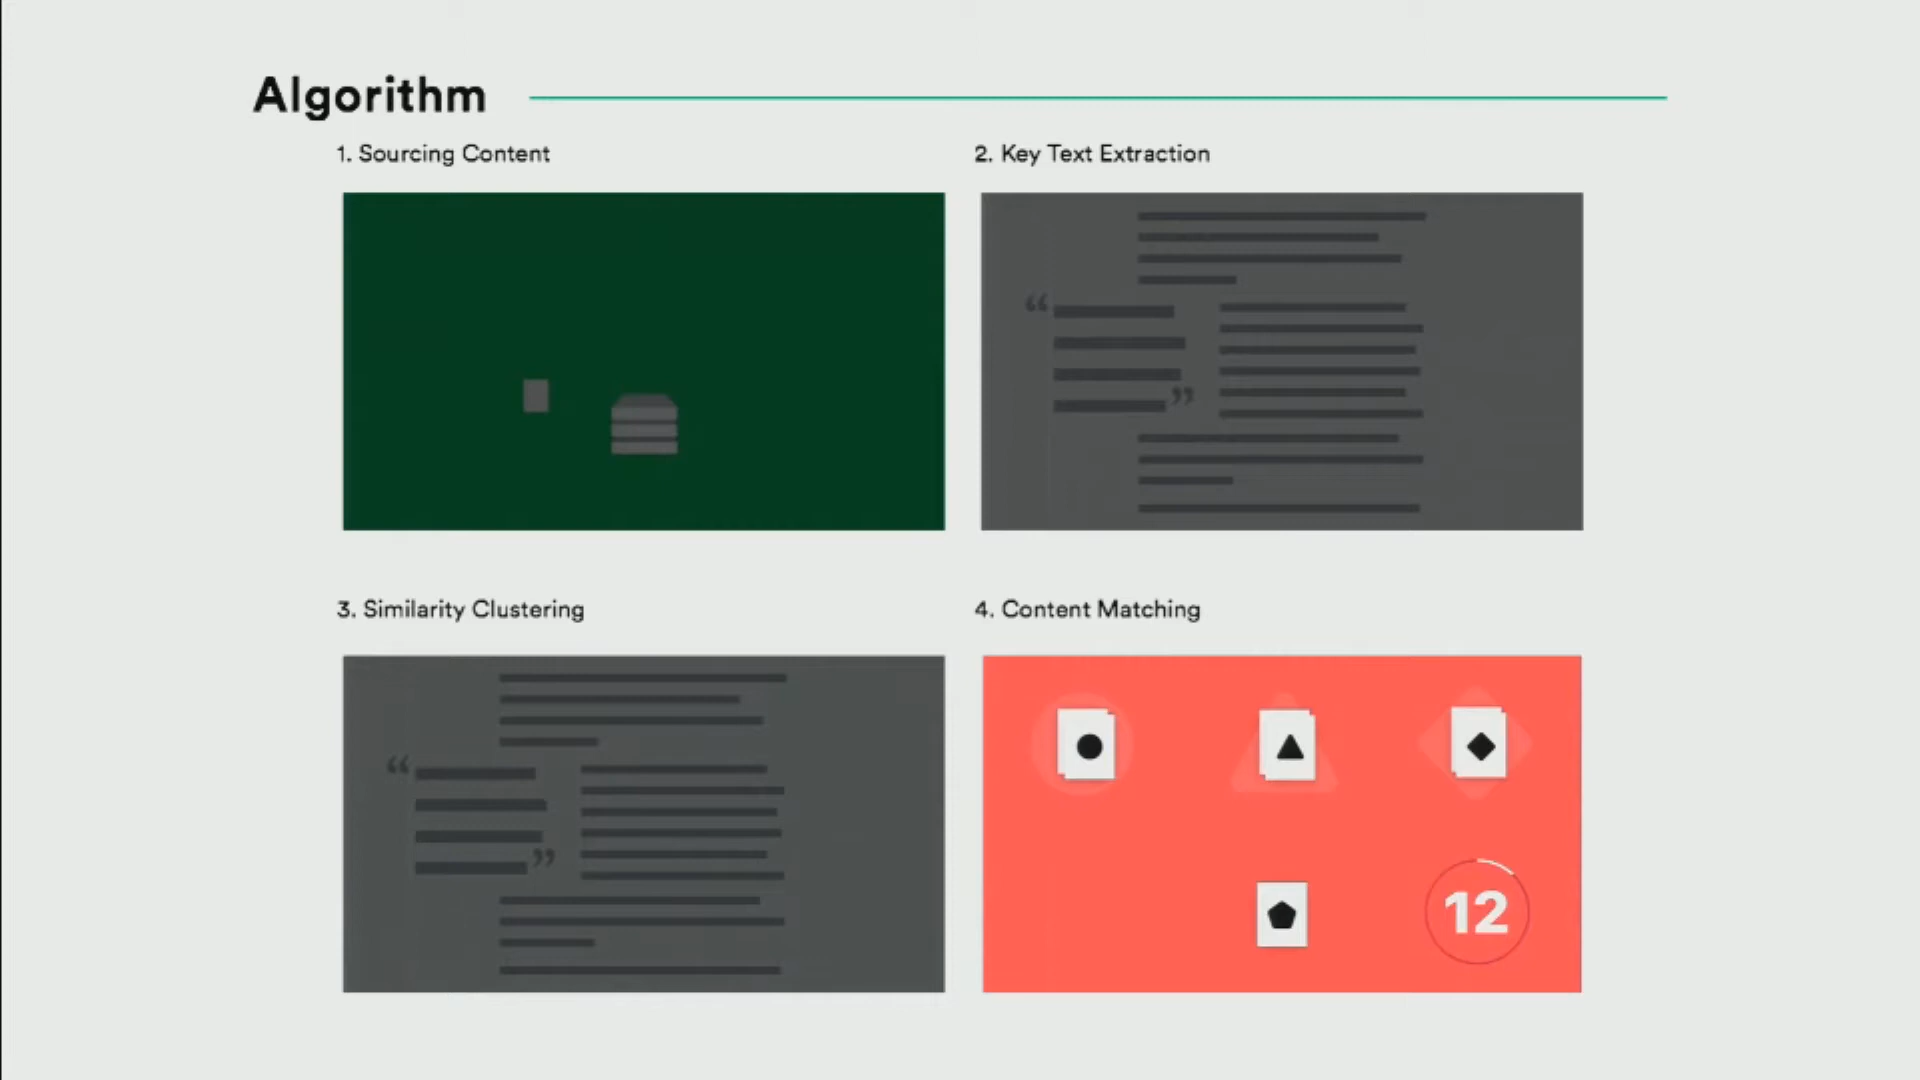 Algorithm
1. Sourcing Content
2. Key Text Extraction
“
”
3. Similarity Clustering
4. Content Matching
“
”
12